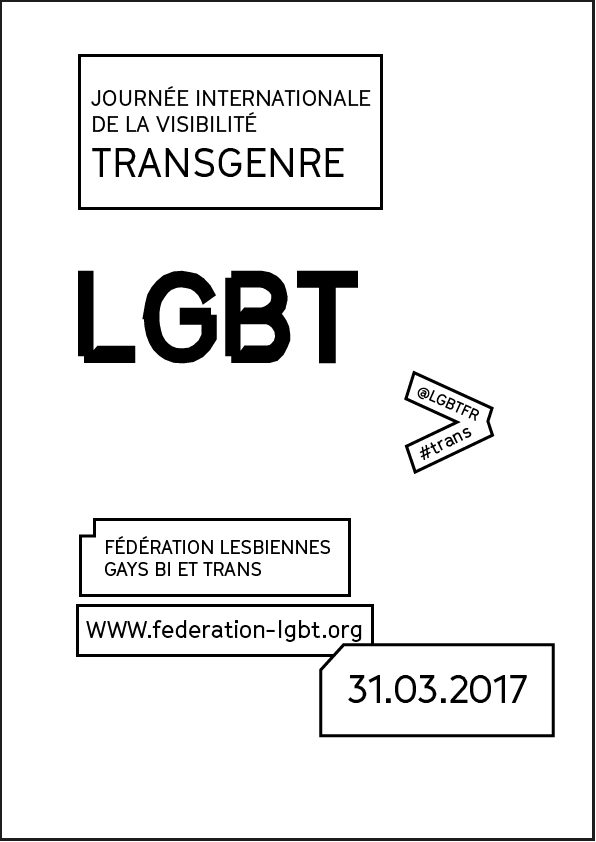 JOURNÉE INTERNATIONALE
DE LA VISIBILITÉ
TRANSGENRE
LGBT
@LGBTFR
#trans
FÉDÉRATION LESBIENNES
GAYS BI ET TRANS
WWW.federation-lgbt.org
31.03.2017